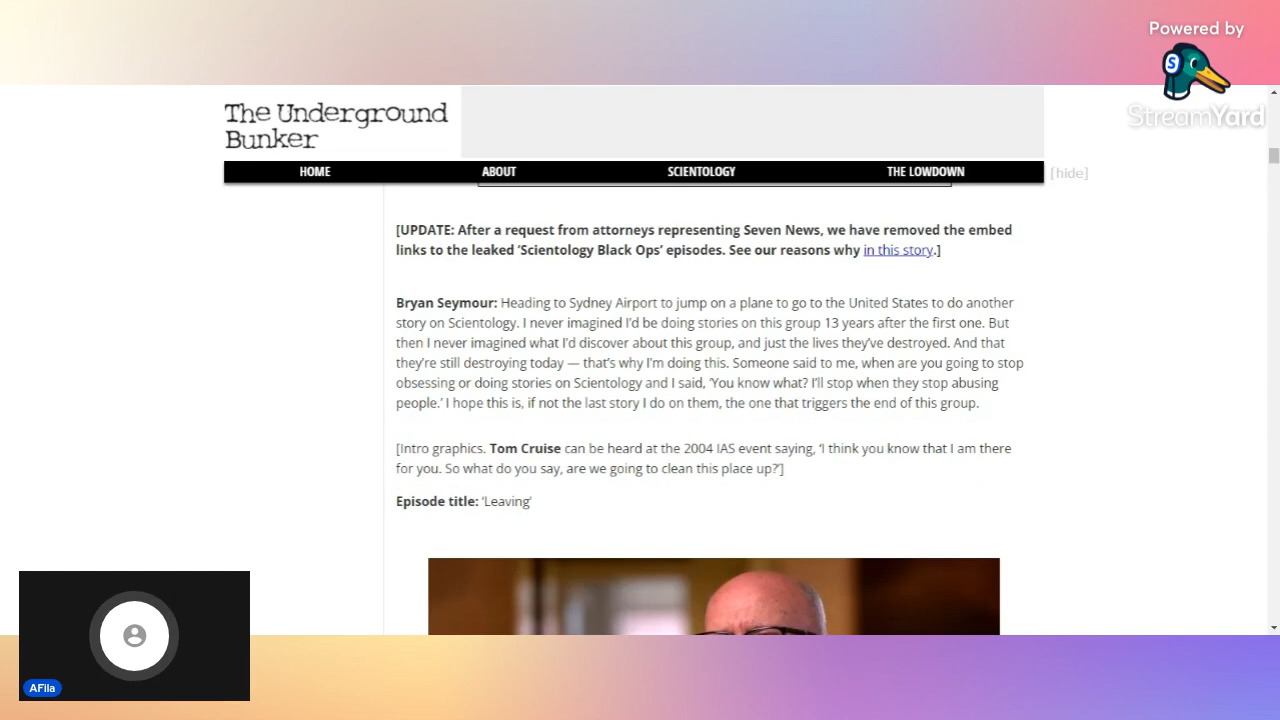 Powered by
StreamYard
The Underground
Bunker
HOME ABOUT SCIENTOLOGY THE LOWDOWN [hide]
[UPDATE: After a request from attorneys representing Seven News, we have removed the embed
links to the leaked ‘Scientology Black Ops’ episodes. See our reasons why in this story.]
Bryan Seymour: Heading to Sydney Airport to jump on a plane to go to the United States to do another
story on Scientology. I never imagined I’d be doing stories on this group 13 years after the first one. But
then I never imagined what I’d discover about this group, and just the lives they’ve destroyed. And that
they’re still destroying today — that’s why I’m doing this. Someone said to me, when are you going to stop
obsessing or doing stories on Scientology and I said, ‘You know what? I’ll stop when they stop abusing
people.’ I hope this is, if not the last story I do on them, the one that triggers the end of this group.
[Intro graphics. Tom Cruise can be heard at the 2004 IAS event saying, ‘I think you know that I am there
for you. So what do you say, are we going to clean this place up?’]
Episode title: ‘Leaving’
AFila